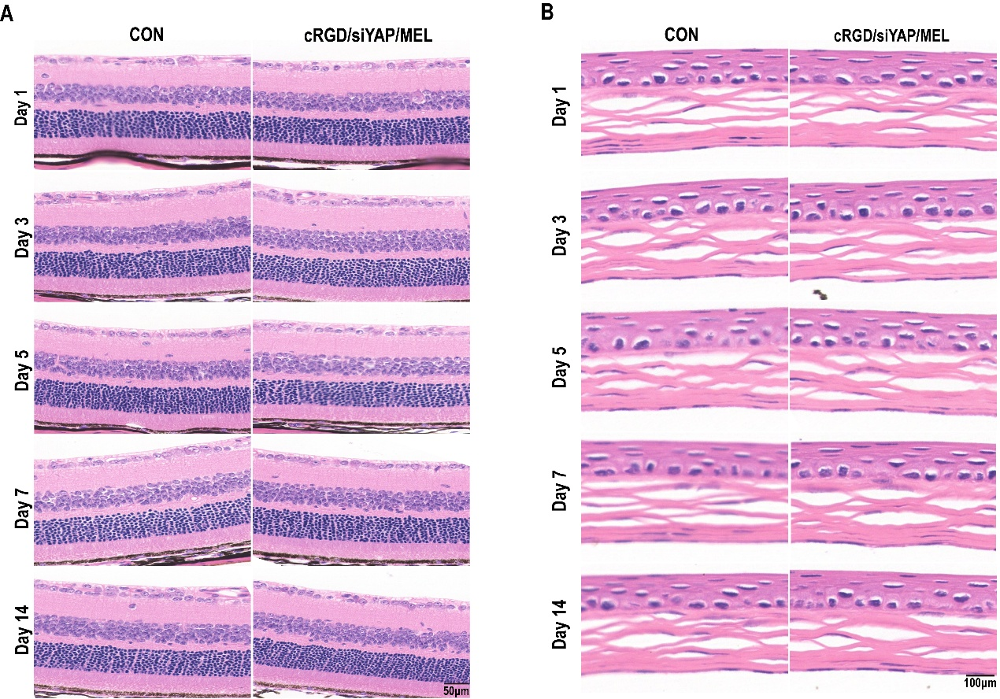 A
CON
cRGD/siYAP/MEL
Day 1
Day 3
Day 5
Day 7
Day 14
50μm
B
CON
cRGD/siYAP/MEL
Day 1
Day 3
Day 5
Day 7
Day 14
100μm